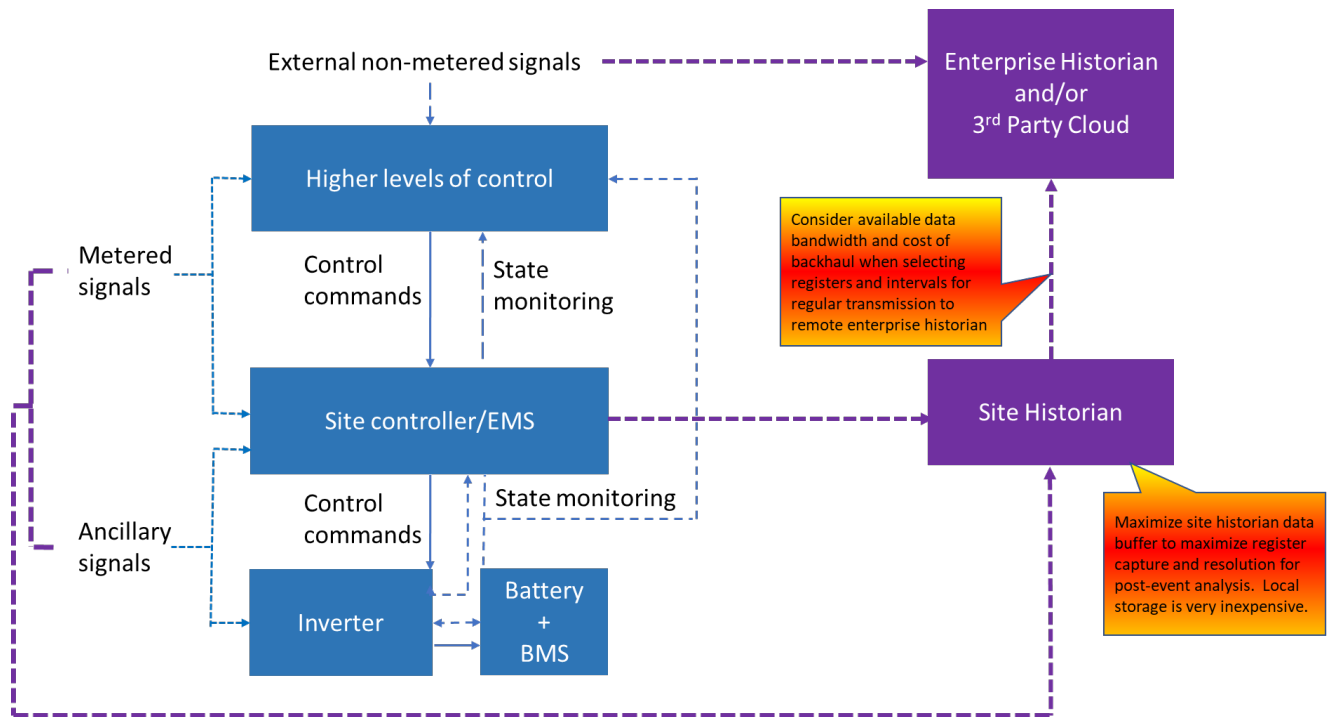 External non-metered signals
Enterprise Historian
and/or
3rd Party Cloud
Higher levels of control
Consider available data
bandwidth and cost of
backhaul when selecting
registers and intervals for
regular transmission to
remote enterprise historian
Metered
signals
Control
commands
State
monitoring
Site controller/EMS
Site Historian
Control
commands
State monitoring
Ancillary
signals
Maximize site historian data
buffer to maximize register
capture and resolution for
post-event analysis.  Local
storage is very inexpensive.
Inverter
Battery
+
BMS